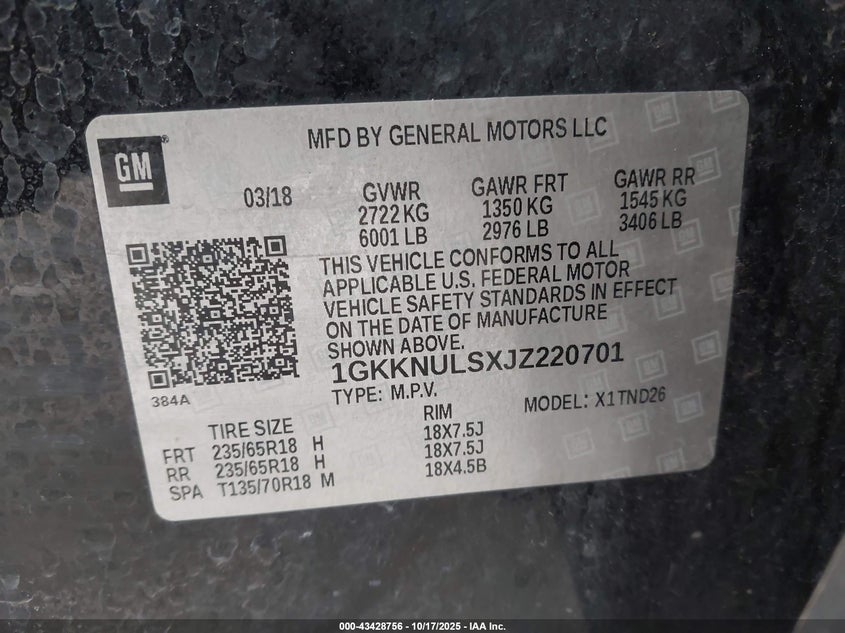 GM
MFD BY GENERAL MOTORS LLC
03/18
GVWR
2722 KG
6001 LB
GAWR FRT
1350 KG
2976 LB
GAWR RR
1545 KG
3406 LB
THIS VEHICLE CONFORMS TO ALL
APPLICABLE U.S. FEDERAL MOTOR
VEHICLE SAFETY STANDARDS IN EFFECT
ON THE DATE OF MANUFACTURE
SHOWN ABOVE.
1GKKNULSXJZ220701
384A
TYPE: M.P.V.
MODEL: X1TND26
TIRE SIZE RIM
FRT 235/65R18 H 18X7.5J
RR 235/65R18 H 18X7.5J
SPA T135/70R18 M 18X4.5B
000-43428756 - 10/17/2025 - IAA Inc.